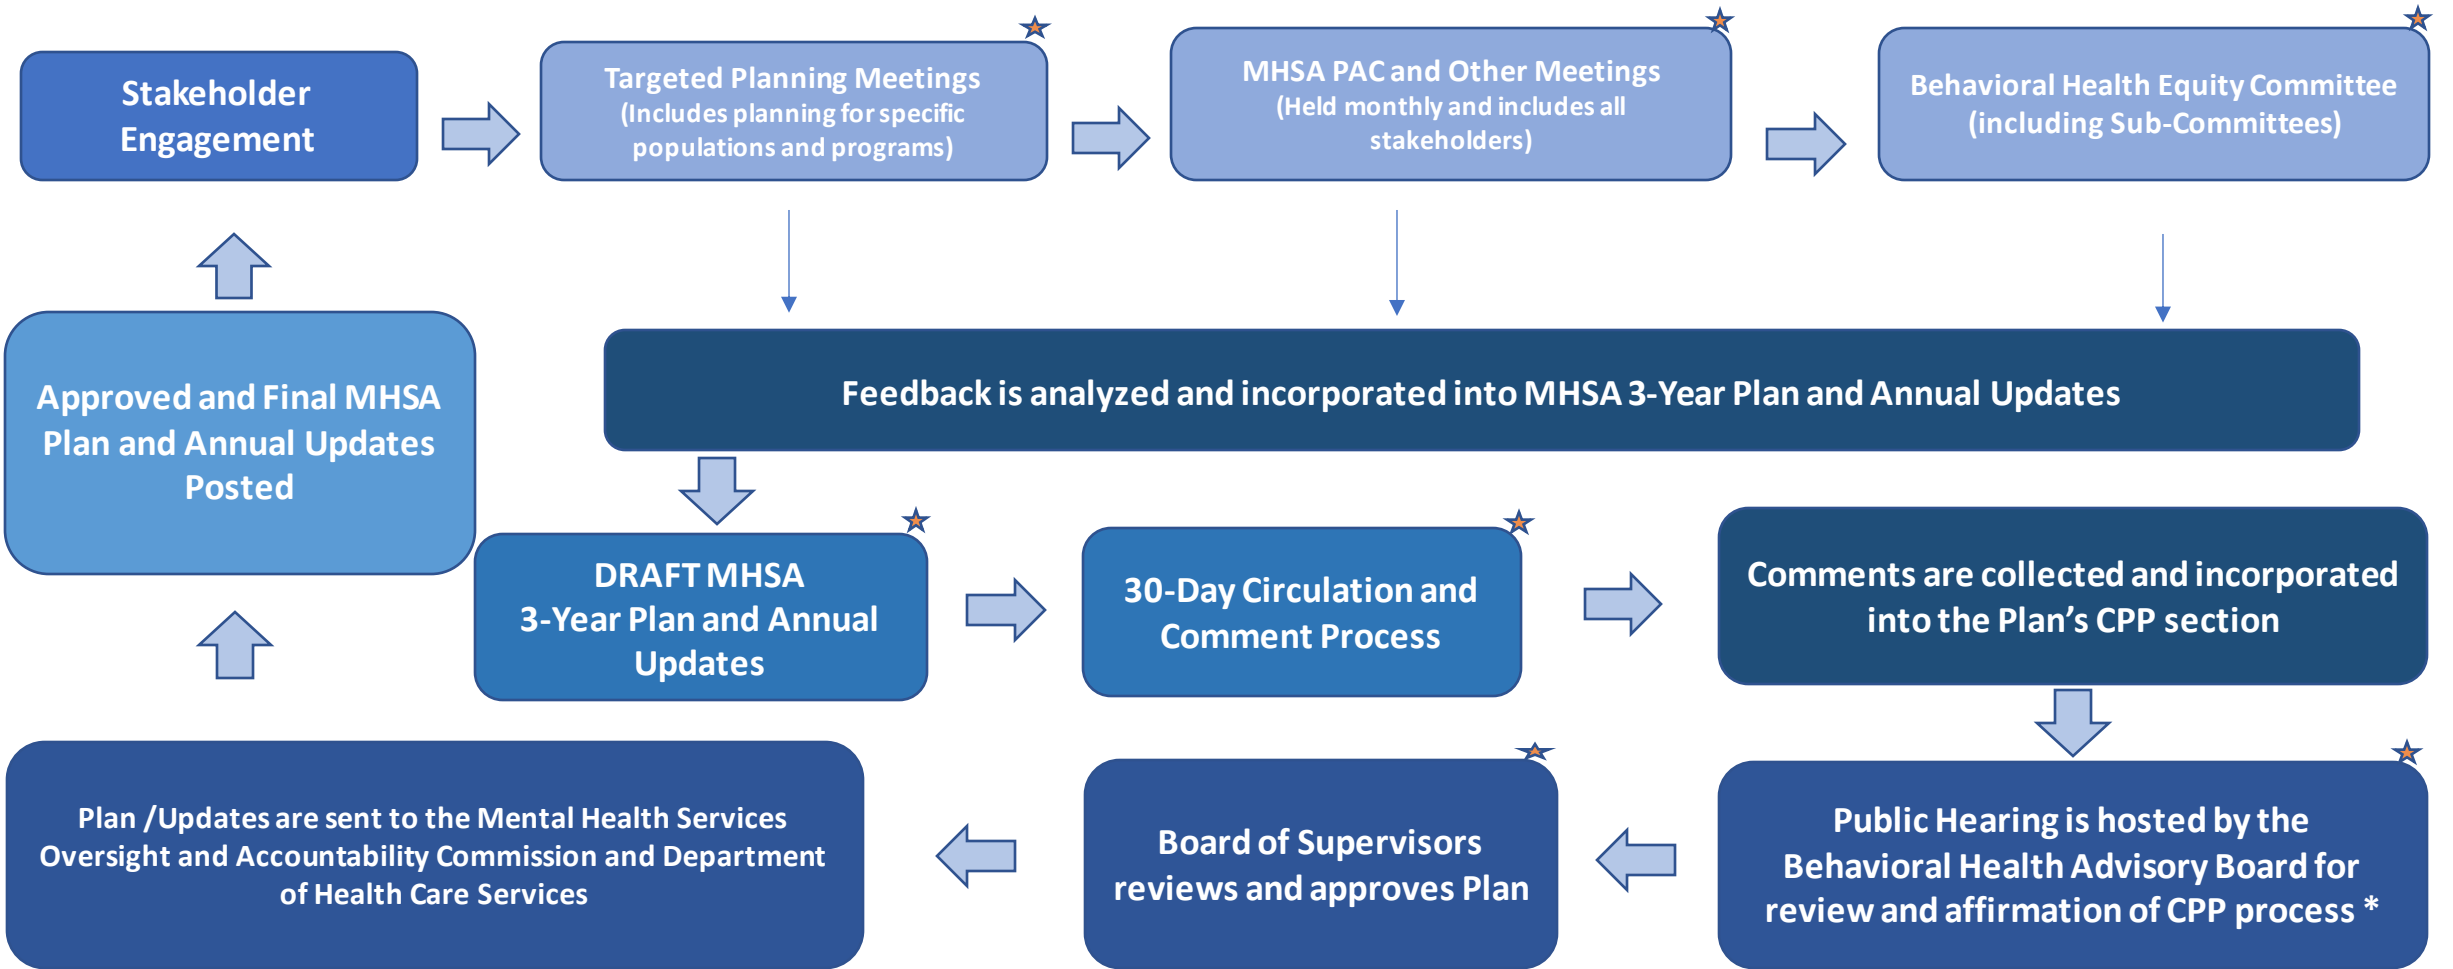 Stakeholder
Engagement
Targeted Planning Meetings
(Includes planning for specific
populations and programs)
MHSA PAC and Other Meetings
(Held monthly and includes all
stakeholders)
Behavioral Health Equity Committee
(including Sub-Committees)
Feedback is analyzed and incorporated into MHSA 3-Year Plan and Annual Updates
Approved and Final MHSA
Plan and Annual Updates
Posted
DRAFT MHSA
3-Year Plan and Annual
Updates
30-Day Circulation and
Comment Process
Comments are collected and incorporated
into the Plan's CPP section
Plan /Updates are sent to the Mental Health Services
Oversight and Accountability Commission and Department
of Health Care Services
Board of Supervisors
reviews and approves Plan
Public Hearing is hosted by the
Behavioral Health Advisory Board for
review and affirmation of CPP process *